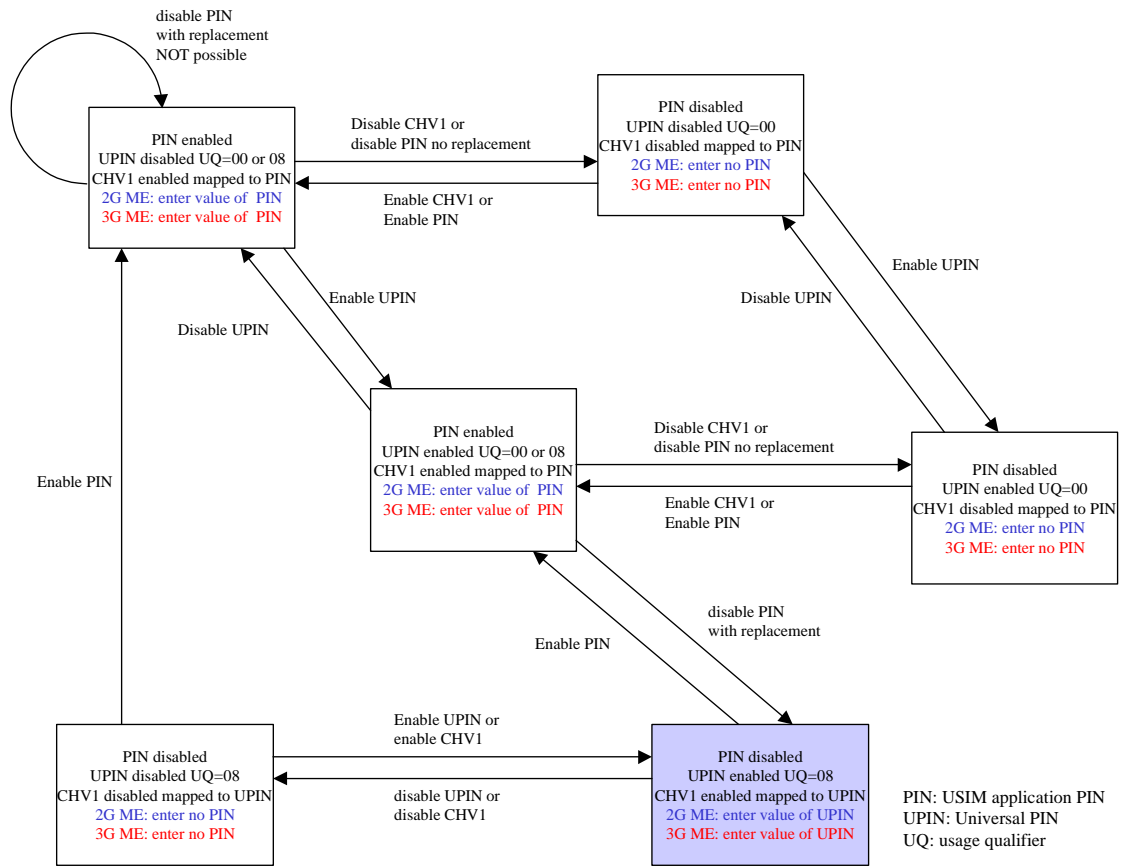 disable PIN
with replacement
NOT possible
PIN enabled
UPIN disabled UQ=00 or 08
CHV1 enabled mapped to PIN
2G ME: enter value of PIN
3G ME: enter value of PIN
Disable CHV1 or
disable PIN no replacement
Enable CHV1 or
Enable PIN
PIN disabled
UPIN disabled UQ=00
CHV1 disabled mapped to PIN
2G ME: enter no PIN
3G ME: enter no PIN
Enable UPIN
Disable UPIN
Enable UPIN
Disable UPIN
PIN enabled
UPIN enabled UQ=00 or 08
CHV1 enabled mapped to PIN
2G ME: enter value of PIN
3G ME: enter value of PIN
Disable CHV1 or
disable PIN no replacement
Enable CHV1 or
Enable PIN
PIN disabled
UPIN enabled UQ=00
CHV1 disabled mapped to PIN
2G ME: enter no PIN
3G ME: enter no PIN
Enable PIN
disable PIN
with replacement
Enable PIN
PIN disabled
UPIN disabled UQ=08
CHV1 disabled mapped to UPIN
2G ME: enter no PIN
3G ME: enter no PIN
Enable UPIN or
enable CHV1
disable UPIN or
disable CHV1
PIN disabled
UPIN enabled UQ=08
CHV1 enabled mapped to UPIN
2G ME: enter value of UPIN
3G ME: enter value of UPIN
PIN: USIM application PIN
UPIN: Universal PIN
UQ: usage qualifier